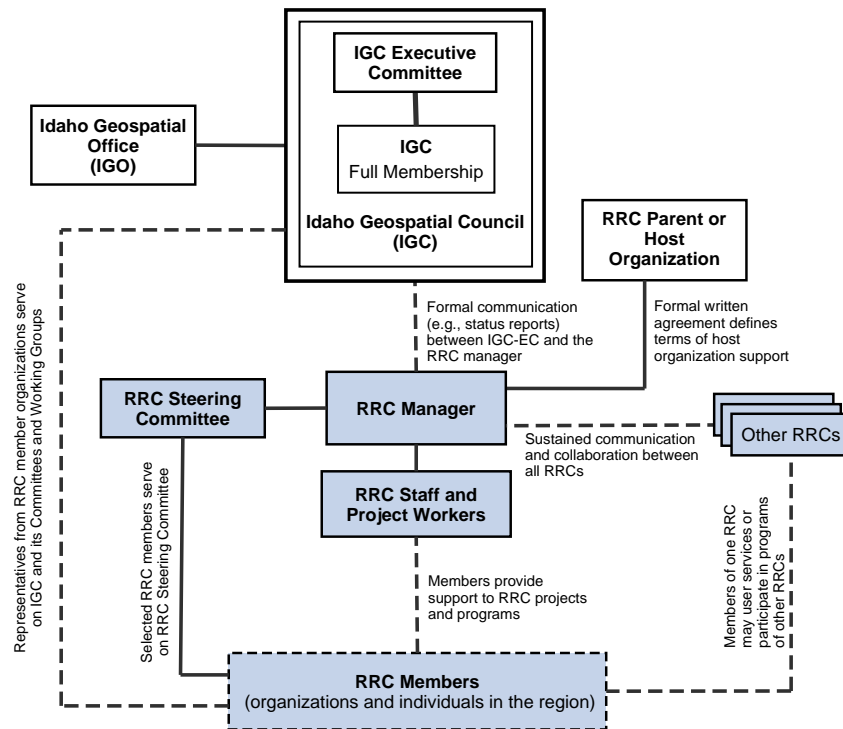 IGC Executive
Committee
IGC
Full Membership
Idaho Geospatial Council
(IGC)
Idaho Geospatial
Office
(IGO)
RRC Parent or
Host
Organization
Formal communication
(e.g., status reports)
between IGC-EC and the
RRC manager
Formal written
agreement defines
terms of host
organization support
RRC Steering
Committee
RRC Manager
Other RRCs
Sustained communication
and collaboration between
all RRCs
RRC Staff and
Project Workers
Representatives from RRC member organizations serve
on IGC and its Committees and Working Groups
Selected RRC members serve
on RRC Steering Committee
Members provide
support to RRC projects
and programs
Members of one RRC
may user services or
participate in programs
of other RRCs
RRC Members
(organizations and individuals in the region)